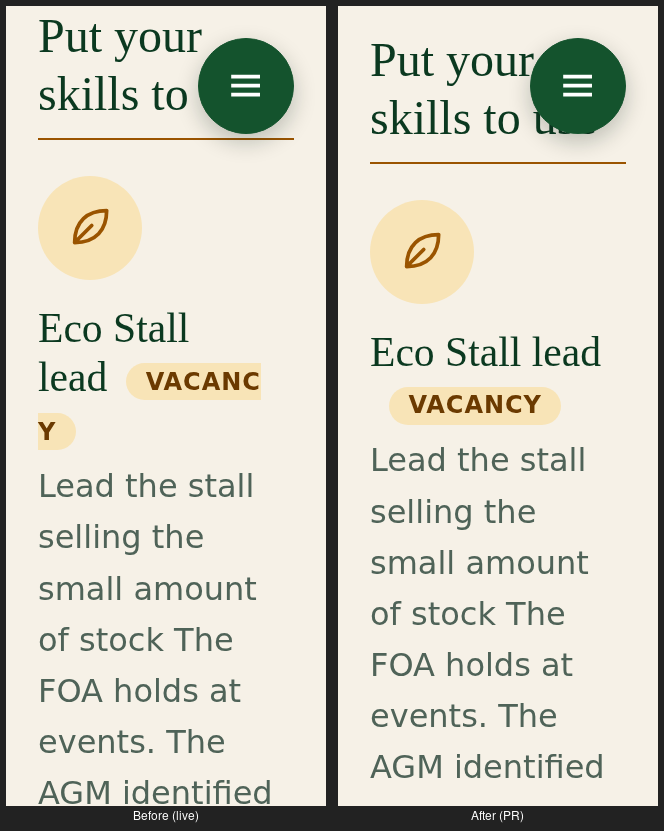 Put your
skills to
Eco Stall
lead VACANC
Y
Lead the stall
selling the
small amount
of stock The
FOA holds at
events. The
AGM identified
Before (live)
Put your
skills to use
Eco Stall lead
VACANCY
Lead the stall
selling the
small amount
of stock The
FOA holds at
events. The
AGM identified
After (PR)